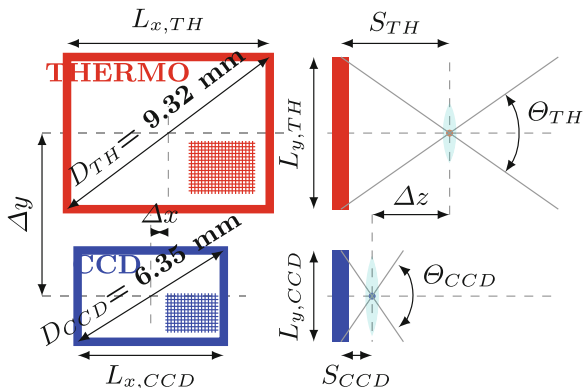 L_{x,TH}
S_{TH}
THERMO
D_{TH} = 9.32 mm
L_{y,TH}
Θ_{TH}
Δy
Δx
Δz
CCD
D_{CCD} = 6.35 mm
L_{y,CCD}
Θ_{CCD}
L_{x,CCD}
S_{CCD}